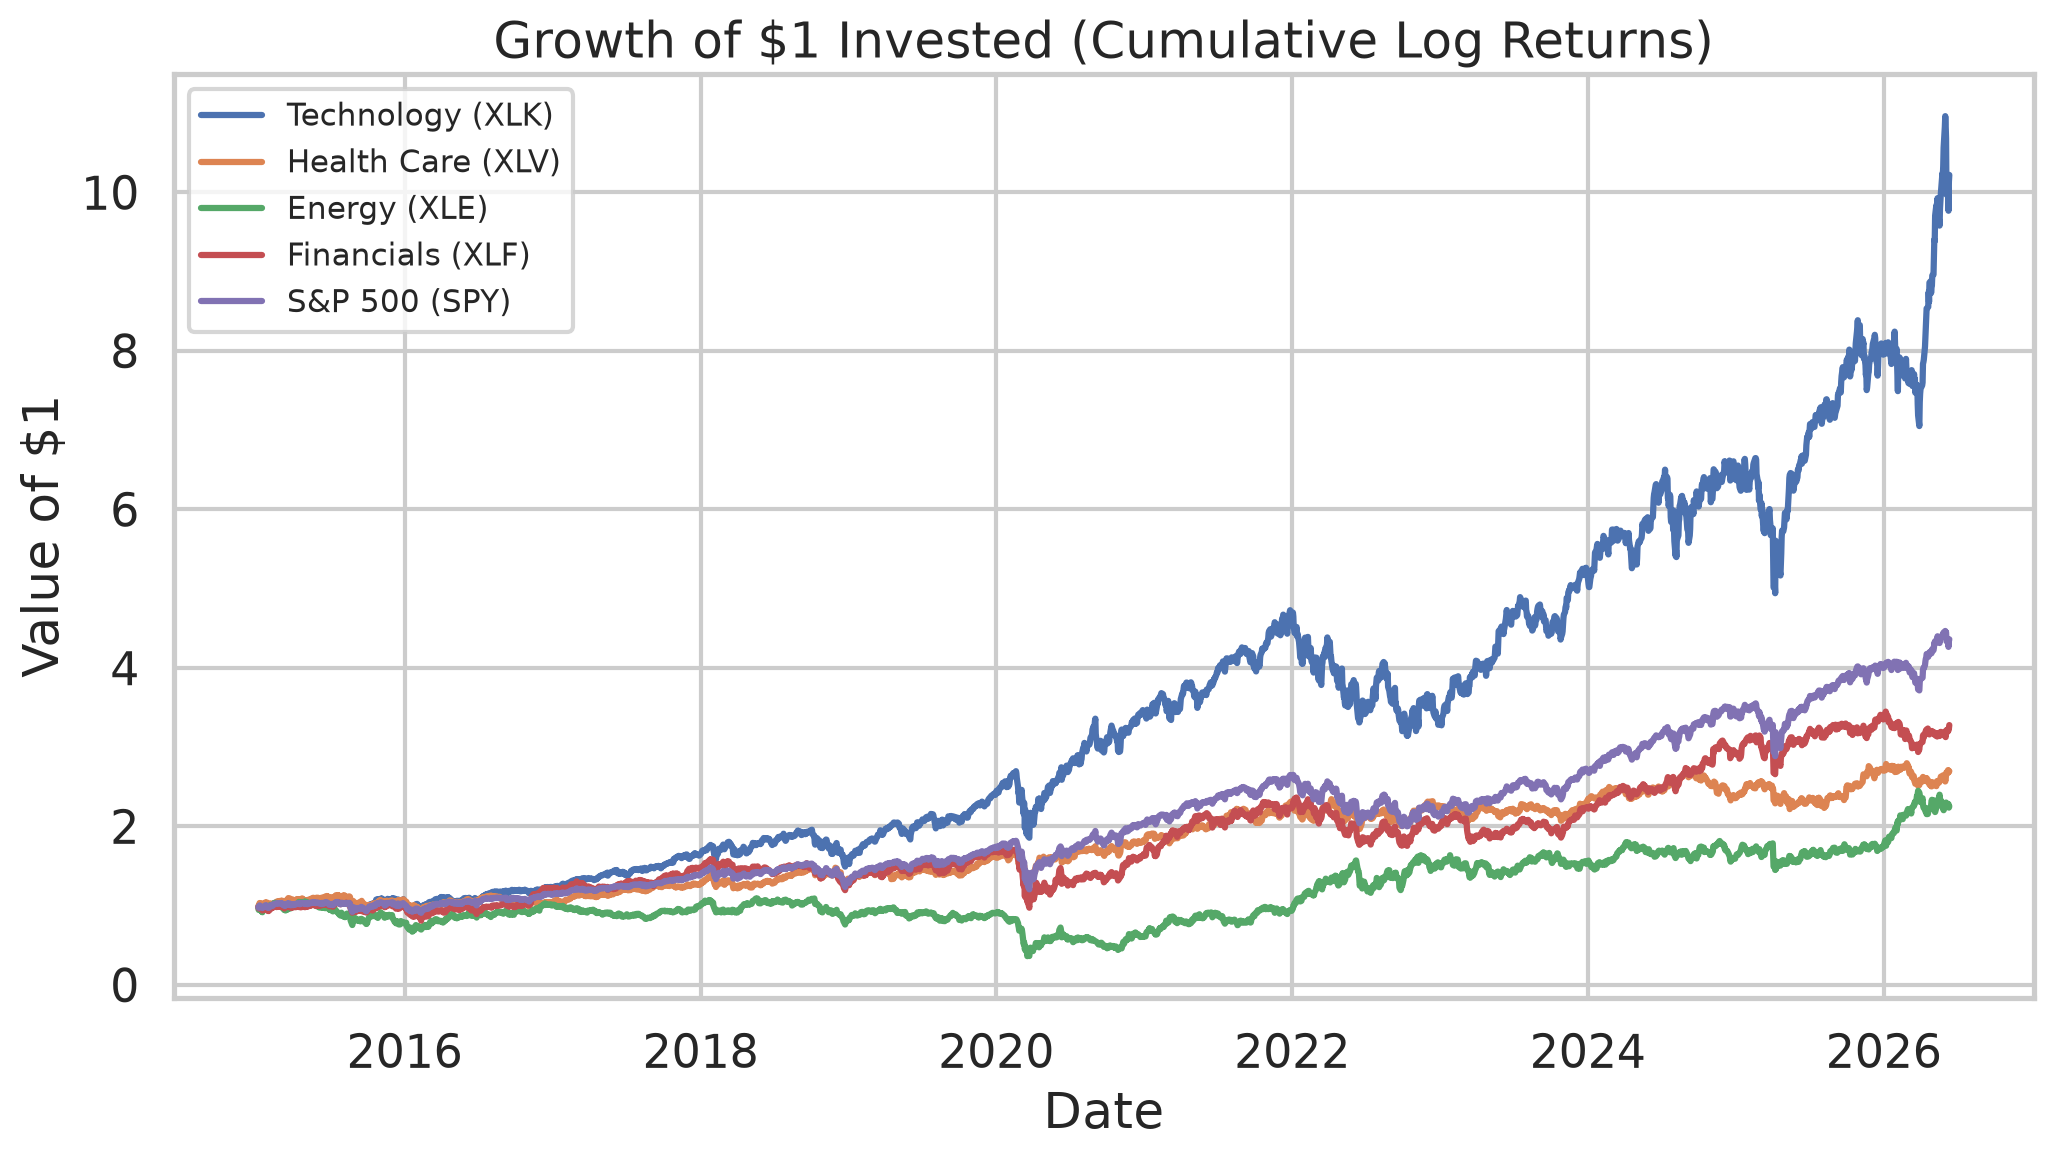 Growth of $1 Invested (Cumulative Log Returns)
Technology (XLK)
Health Care (XLV)
Energy (XLE)
Financials (XLF)
S&P 500 (SPY)
Value of $1
10
8
6
4
2
0
2016 2018 2020 2022 2024 2026
Date